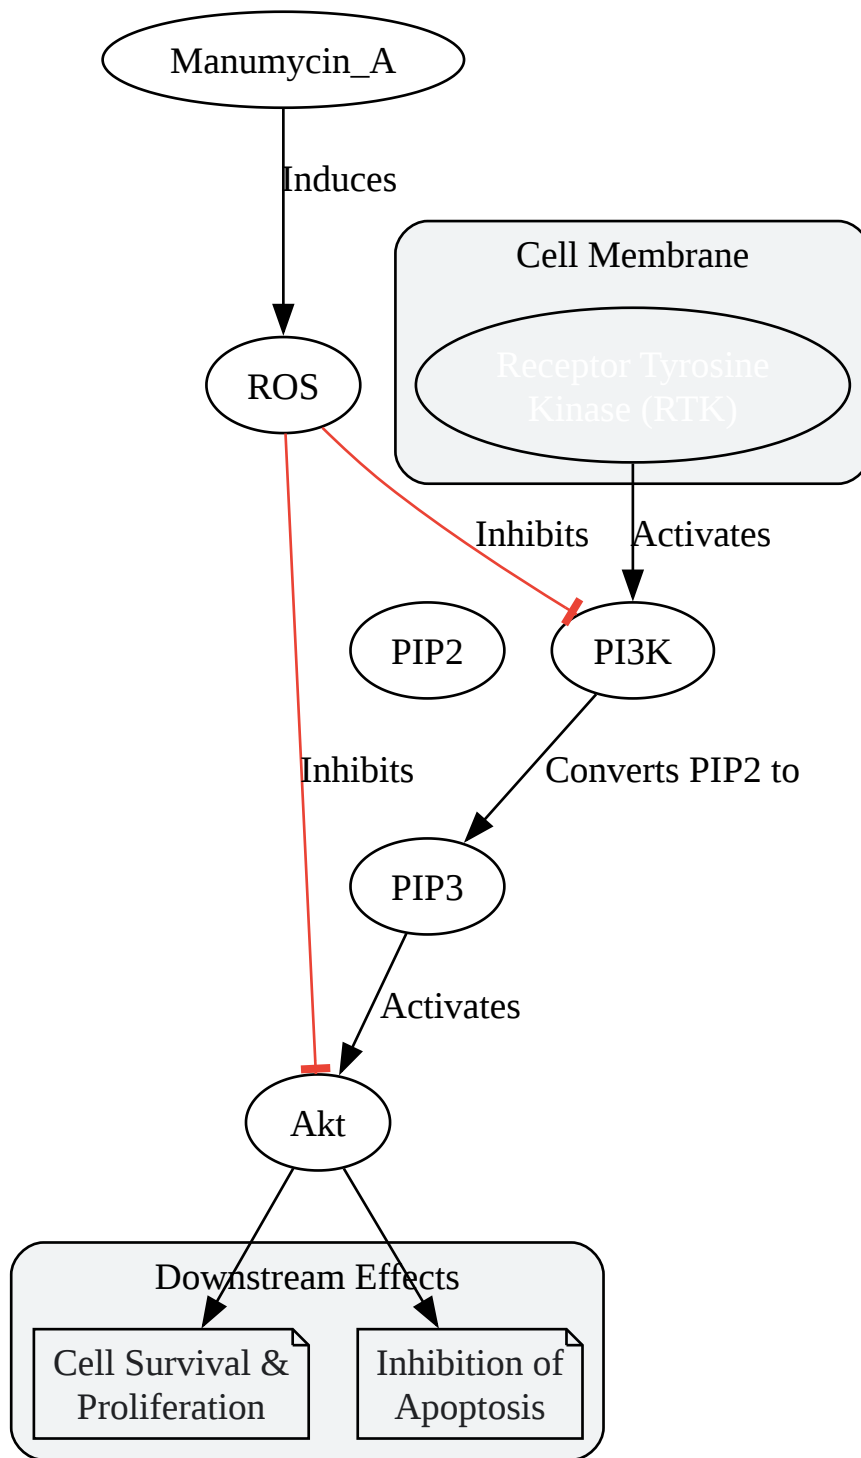 Manumycin_A
Induces
Cell Membrane
Receptor Tyrosine
Kinase (RTK)
ROS
Inhibits
Activates
PIP2
PI3K
Inhibits
Converts PIP2 to
PIP3
Activates
Akt
Downstream Effects
Cell Survival &
Proliferation
Inhibition of
Apoptosis